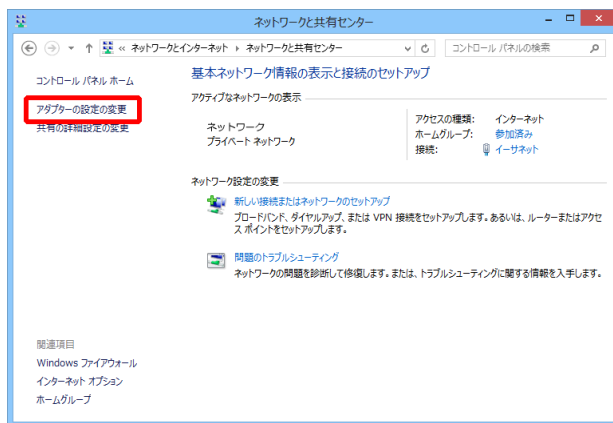 ネットワークと共有センター
« ネットワークとインターネット ▸ ネットワークと共有センター
コントロール パネルの検索
コントロール パネル ホーム
アダプターの設定の変更
共有の詳細設定の変更
基本ネットワーク情報の表示と接続のセットアップ
アクティブなネットワークの表示
ネットワーク
プライベート ネットワーク
アクセスの種類: インターネット
ホームグループ: 参加済み
接続: イーサネット
ネットワーク設定の変更
新しい接続またはネットワークのセットアップ
ブロードバンド、ダイヤルアップ、または VPN 接続をセットアップします。あるいは、ルーターまたはアクセ
ス ポイントをセットアップします。
問題のトラブルシューティング
ネットワークの問題を診断して修復します。または、トラブルシューティングに関する情報を入手します。
関連項目
Windows ファイアウォール
インターネット オプション
ホームグループ